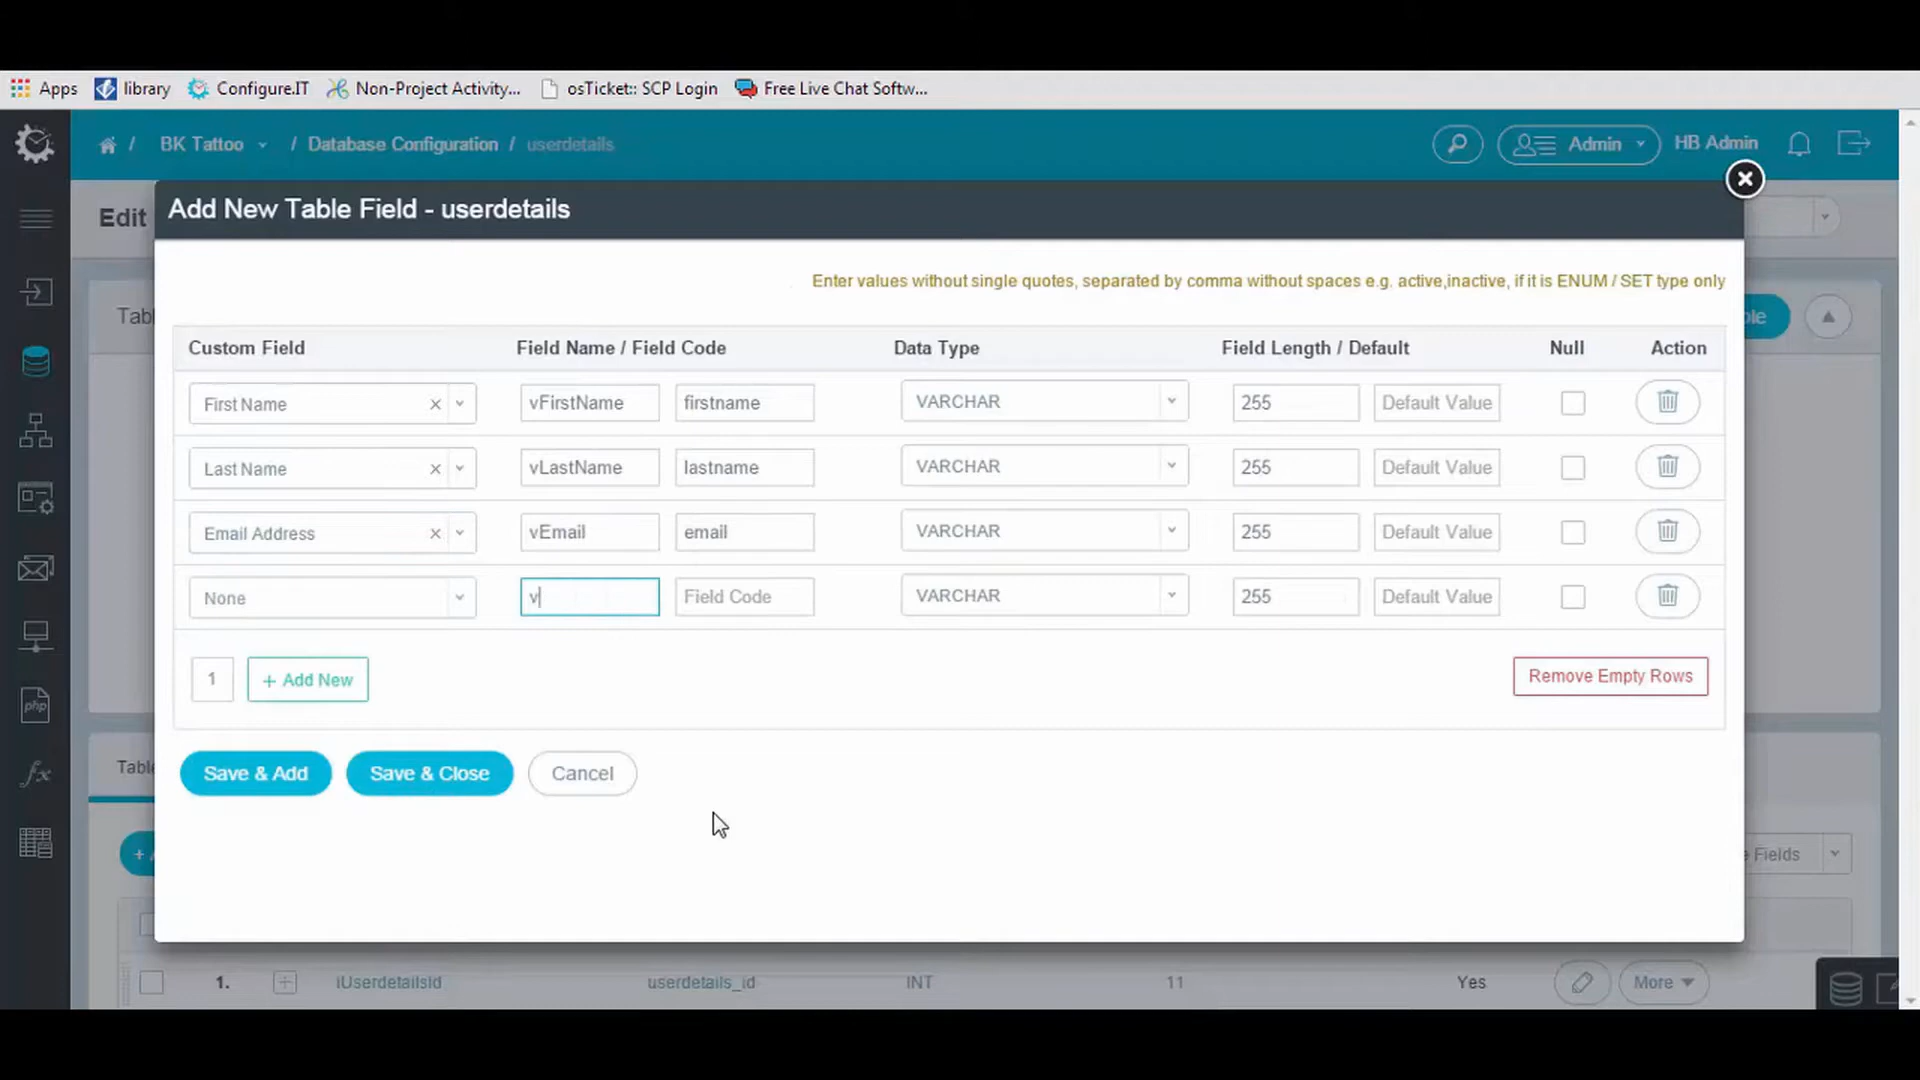 Apps library Configure.IT Non-Project Activity... osTicket:: SCP Login Free Live Chat Softw...
/ BK Tattoo / Database Configuration / userdetails Admin HB Admin
Edit
Add New Table Field - userdetails
Enter values without single quotes, separated by comma without spaces e.g. active,inactive, if it is ENUM / SET type only
Custom Field Field Name / Field Code Data Type Field Length / Default Null Action
First Name × vFirstName firstname VARCHAR 255 Default Value
Last Name × vLastName lastname VARCHAR 255 Default Value
Email Address × vEmail email VARCHAR 255 Default Value
None v Field Code VARCHAR 255 Default Value
1 + Add New Remove Empty Rows
Save & Add Save & Close Cancel
php
fx
Fields
1. iUserdetailsId userdetails_id INT 11 Yes More